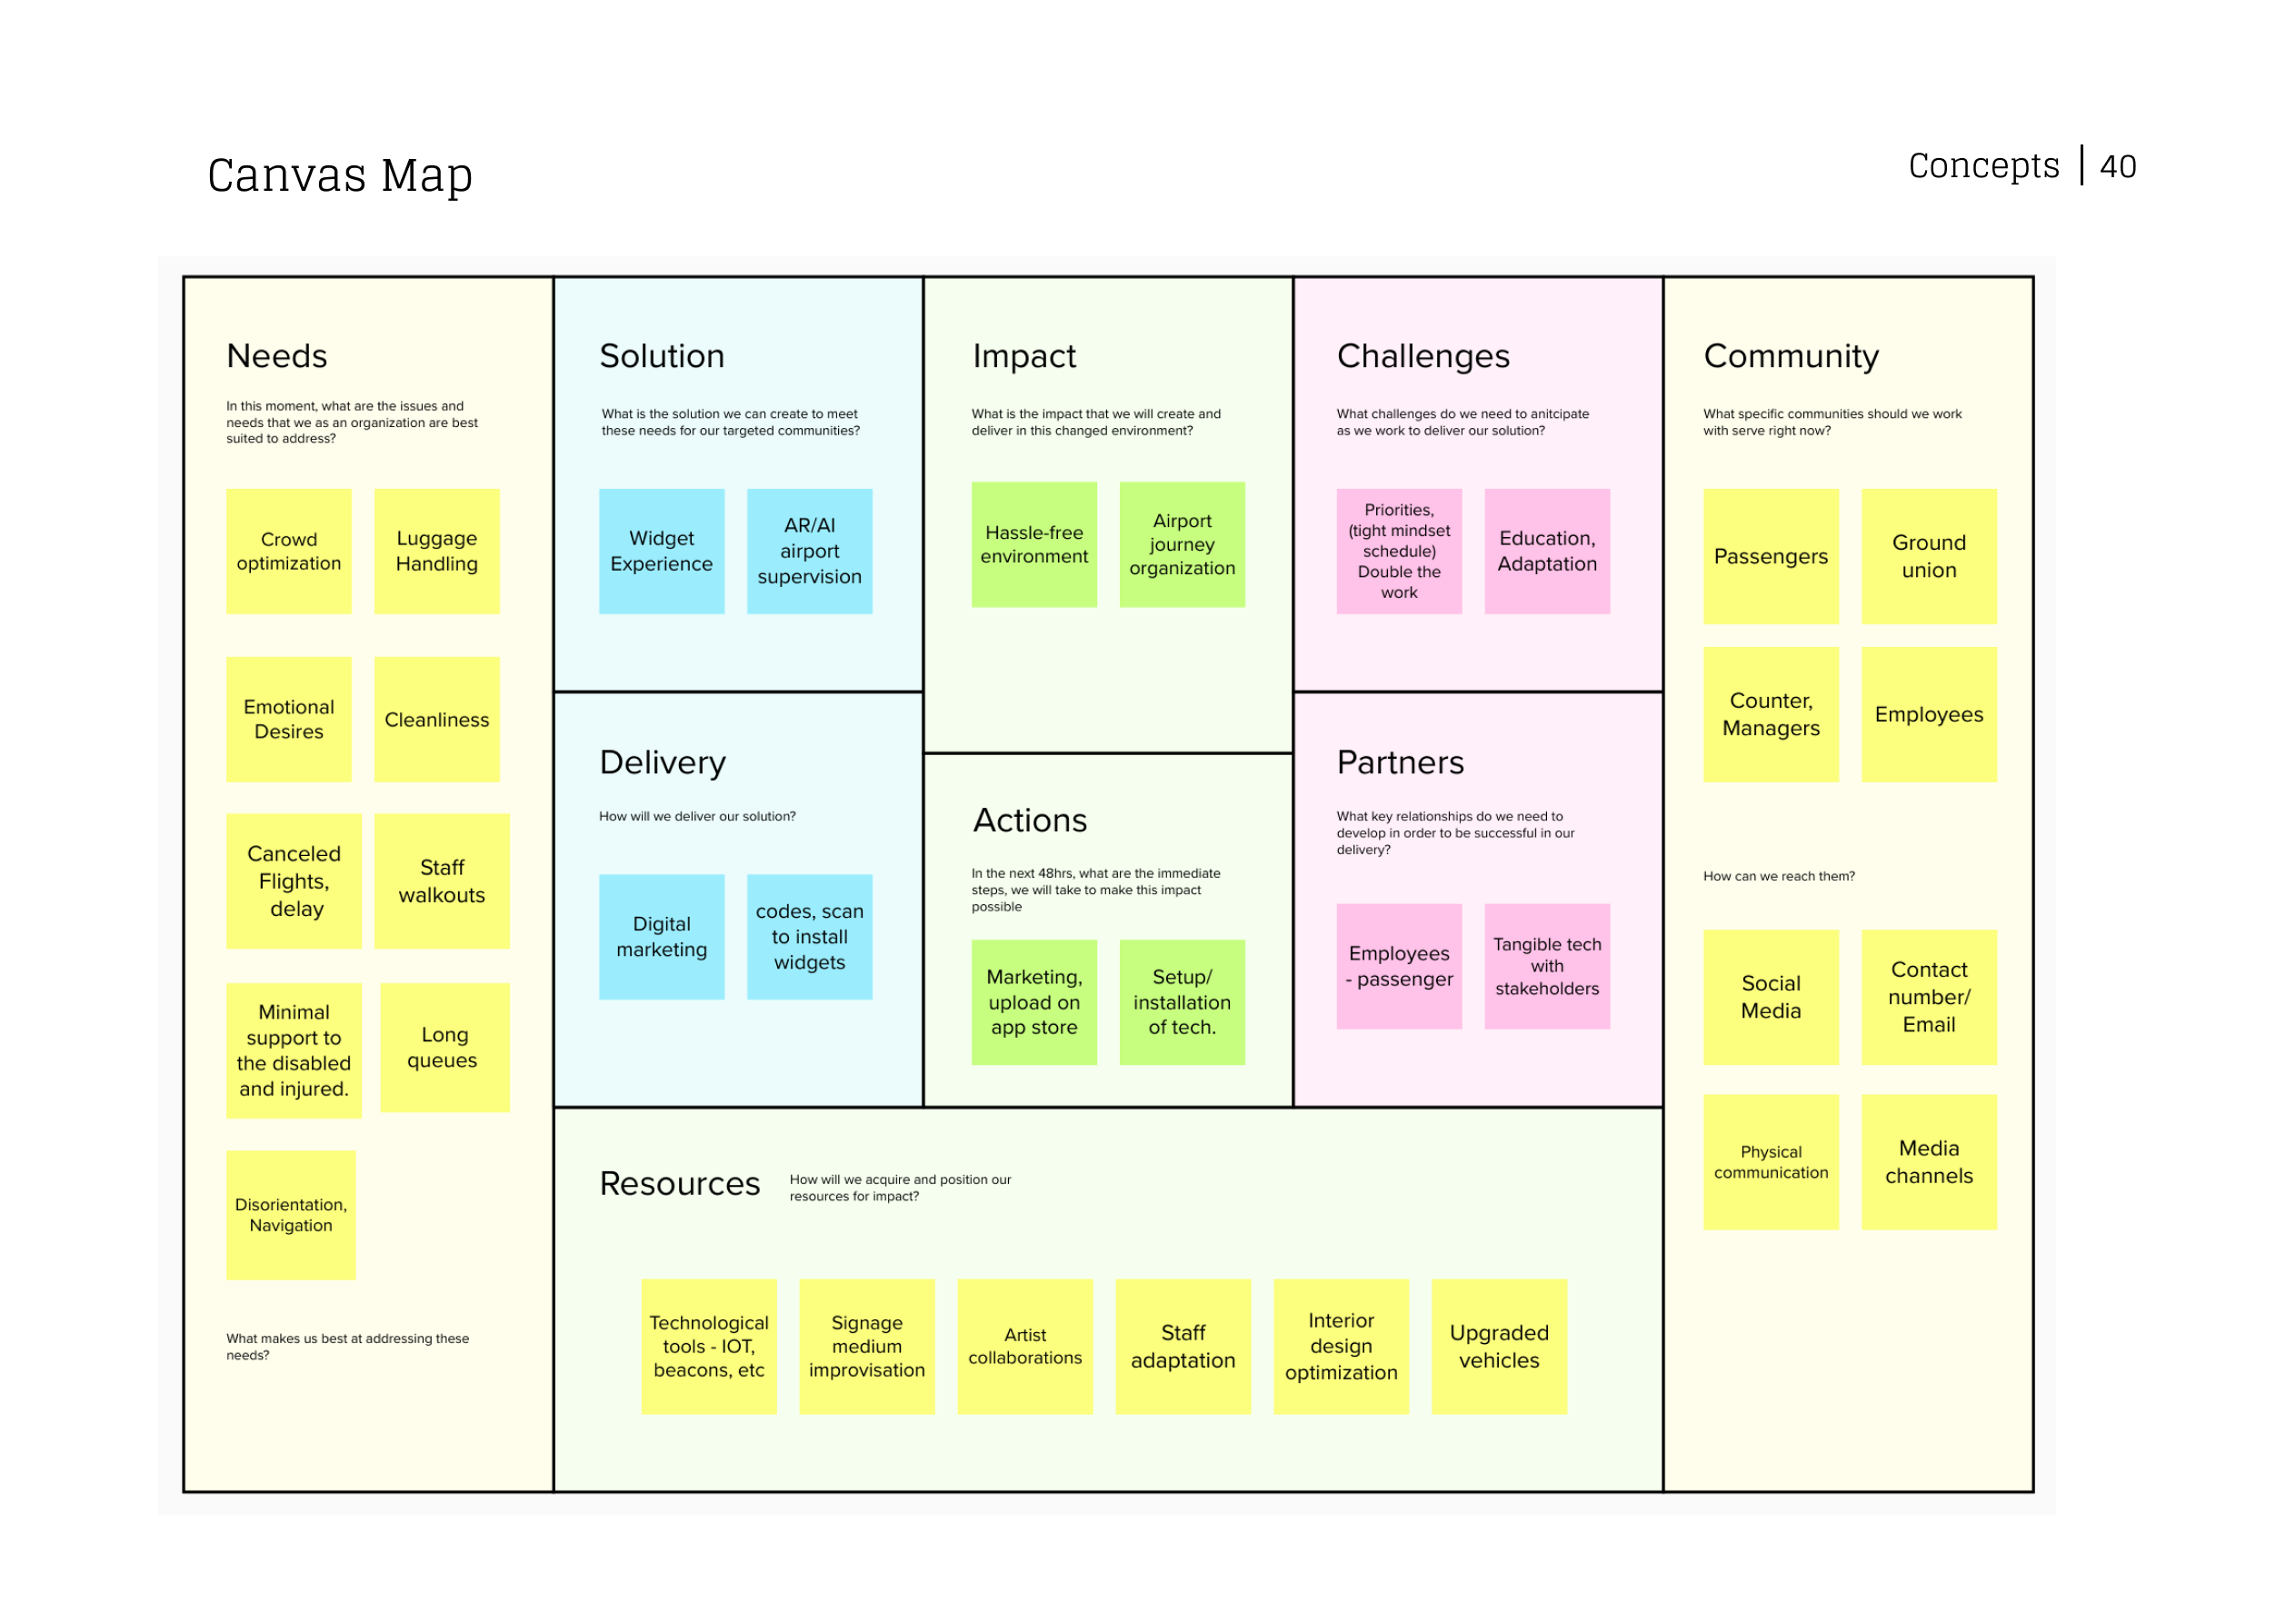 Canvas Map
Concepts | 40
Needs
In this moment, what are the issues and
needs that we as an organization are best
suited to address?
Crowd
optimization
Luggage
Handling
Emotional
Desires
Cleanliness
Canceled
Flights,
delay
Staff
walkouts
Minimal
support to
the disabled
and injured.
Long
queues
Disorientation,
Navigation
What makes us best at addressing these
needs?
Solution
What is the solution we can create to meet
these needs for our targeted communities?
Widget
Experience
AR/AI
airport
supervision
Delivery
How will we deliver our solution?
Digital
marketing
codes, scan
to install
widgets
Impact
What is the impact that we will create and
deliver in this changed environment?
Hassle-free
environment
Airport
journey
organization
Actions
In the next 48hrs, what are the immediate
steps, we will take to make this impact
possible
Marketing,
upload on
app store
Setup/
installation
of tech.
Challenges
What challenges do we need to anitcipate
as we work to deliver our solution?
Priorities,
(tight mindset
schedule)
Double the
work
Education,
Adaptation
Partners
What key relationships do we need to
develop in order to be successful in our
delivery?
Employees
- passenger
Tangible tech
with
stakeholders
Community
What specific communities should we work
with serve right now?
Passengers
Ground
union
Counter,
Managers
Employees
How can we reach them?
Social
Media
Contact
number/
Email
Physical
communication
Media
channels
Resources
How will we acquire and position our
resources for impact?
Technological
tools - IOT,
beacons, etc
Signage
medium
improvisation
Artist
collaborations
Staff
adaptation
Interior
design
optimization
Upgraded
vehicles